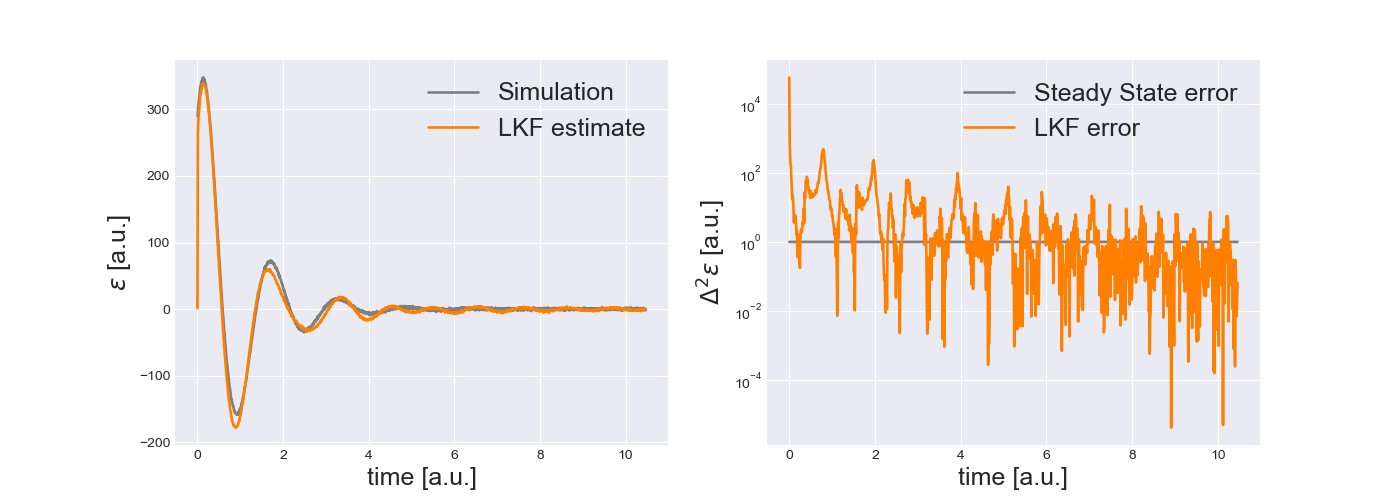 Simulation
LKF estimate
ε [a.u.]
300
200
100
0
−100
−200
0 2 4 6 8 10
time [a.u.]
Steady State error
LKF error
Δ² ε [a.u.]
10⁴
10²
10⁰
10⁻²
10⁻⁴
0 2 4 6 8 10
time [a.u.]